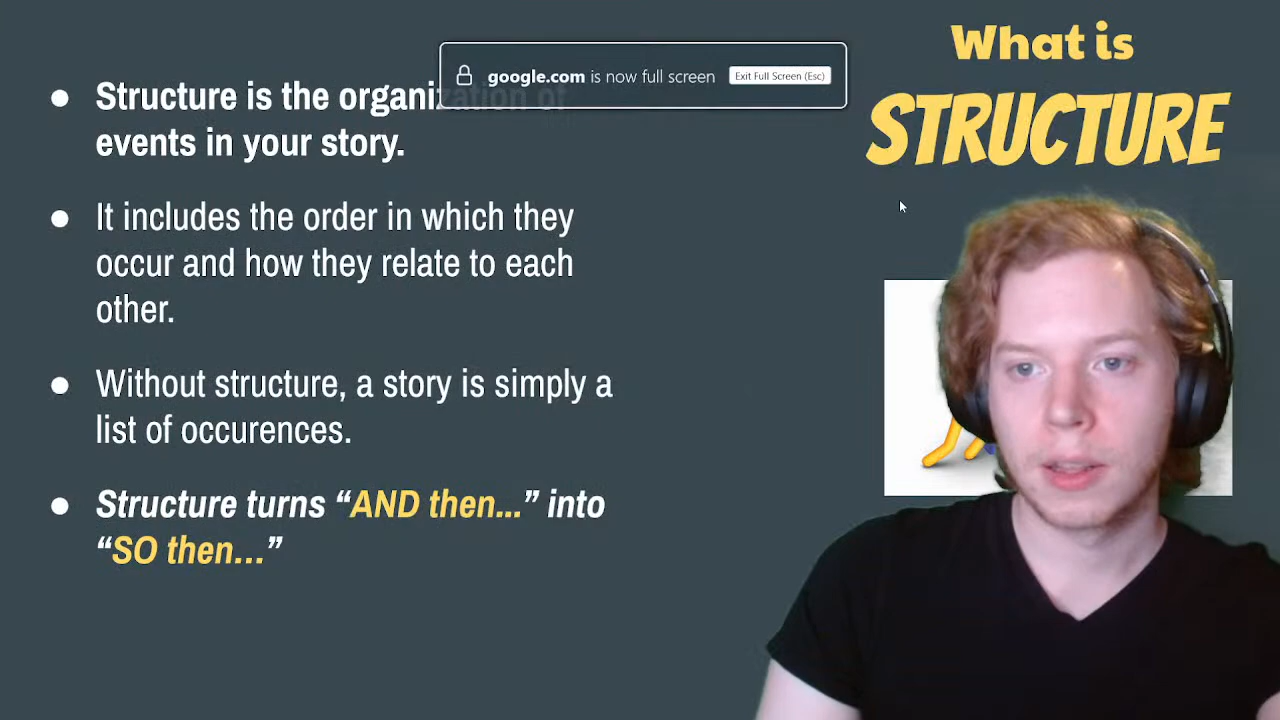 What is
STRUCTURE
google.com is now full screen
Exit Full Screen (Esc)
Structure is the organization of
events in your story.
It includes the order in which they
occur and how they relate to each
other.
Without structure, a story is simply a
list of occurences.
Structure turns “AND then...” into
“SO then...”